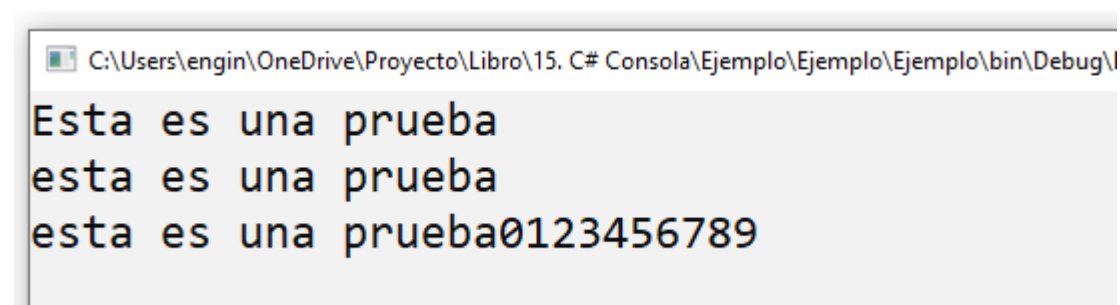 C:\Users\engin\OneDrive\Proyecto\Libro\15. C# Consola\Ejemplo\Ejemplo\Ejemplo\bin\Debug\
Esta es una prueba
esta es una prueba
esta es una prueba0123456789